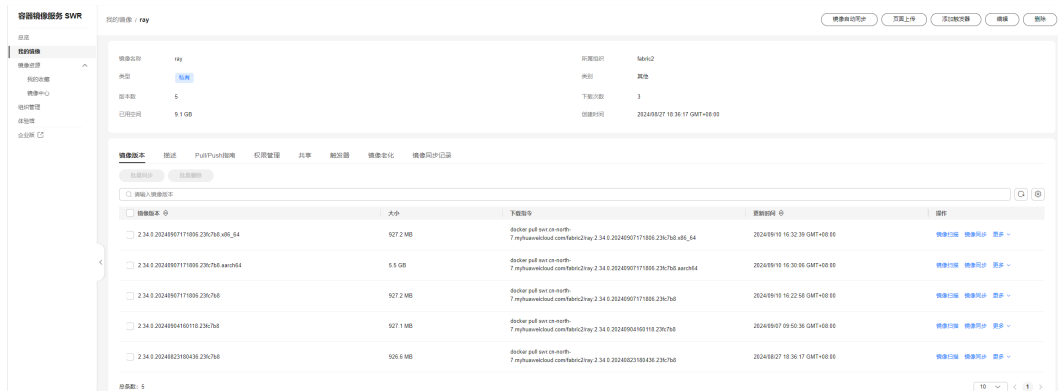 容器镜像服务 SWR
总览
我的镜像
镜像资源
我的收藏
镜像中心
组织管理
体验馆
企业版
我的镜像 / ray
镜像自动同步 页面上传 添加触发器 编辑 删除
镜像名称 ray 所属组织 fabric2
类型 私有 类别 其他
版本数 5 下载次数 3
已用空间 9.1 GB 创建时间 2024/08/27 18:36:17 GMT+08:00
镜像版本 描述 Pull/Push指南 权限管理 共享 触发器 镜像老化 镜像同步记录
批量同步 批量删除
请输入镜像版本
镜像版本 大小 下载指令 更新时间 操作
2.34.0.20240907171806.23fc7b8.x86_64 927.2 MB docker pull swr.cn-north-
7.myhuaweicloud.com/fabric2/ray:2.34.0.20240907171806.23fc7b8.x86_64 2024/09/10 16:32:39 GMT+08:00 镜像扫描 镜像同步 更多
2.34.0.20240907171806.23fc7b8.aarch64 5.5 GB docker pull swr.cn-north-
7.myhuaweicloud.com/fabric2/ray:2.34.0.20240907171806.23fc7b8.aarch64 2024/09/10 16:30:06 GMT+08:00 镜像扫描 镜像同步 更多
2.34.0.20240907171806.23fc7b8 927.2 MB docker pull swr.cn-north-
7.myhuaweicloud.com/fabric2/ray:2.34.0.20240907171806.23fc7b8 2024/09/10 16:22:58 GMT+08:00 镜像扫描 镜像同步 更多
2.34.0.20240904160118.23fc7b8 927.1 MB docker pull swr.cn-north-
7.myhuaweicloud.com/fabric2/ray:2.34.0.20240904160118.23fc7b8 2024/09/07 09:50:36 GMT+08:00 镜像扫描 镜像同步 更多
2.34.0.20240823180436.23fc7b8 926.6 MB docker pull swr.cn-north-
7.myhuaweicloud.com/fabric2/ray:2.34.0.20240823180436.23fc7b8 2024/08/27 18:36:17 GMT+08:00 镜像扫描 镜像同步 更多
总条数: 5 10 < 1 >